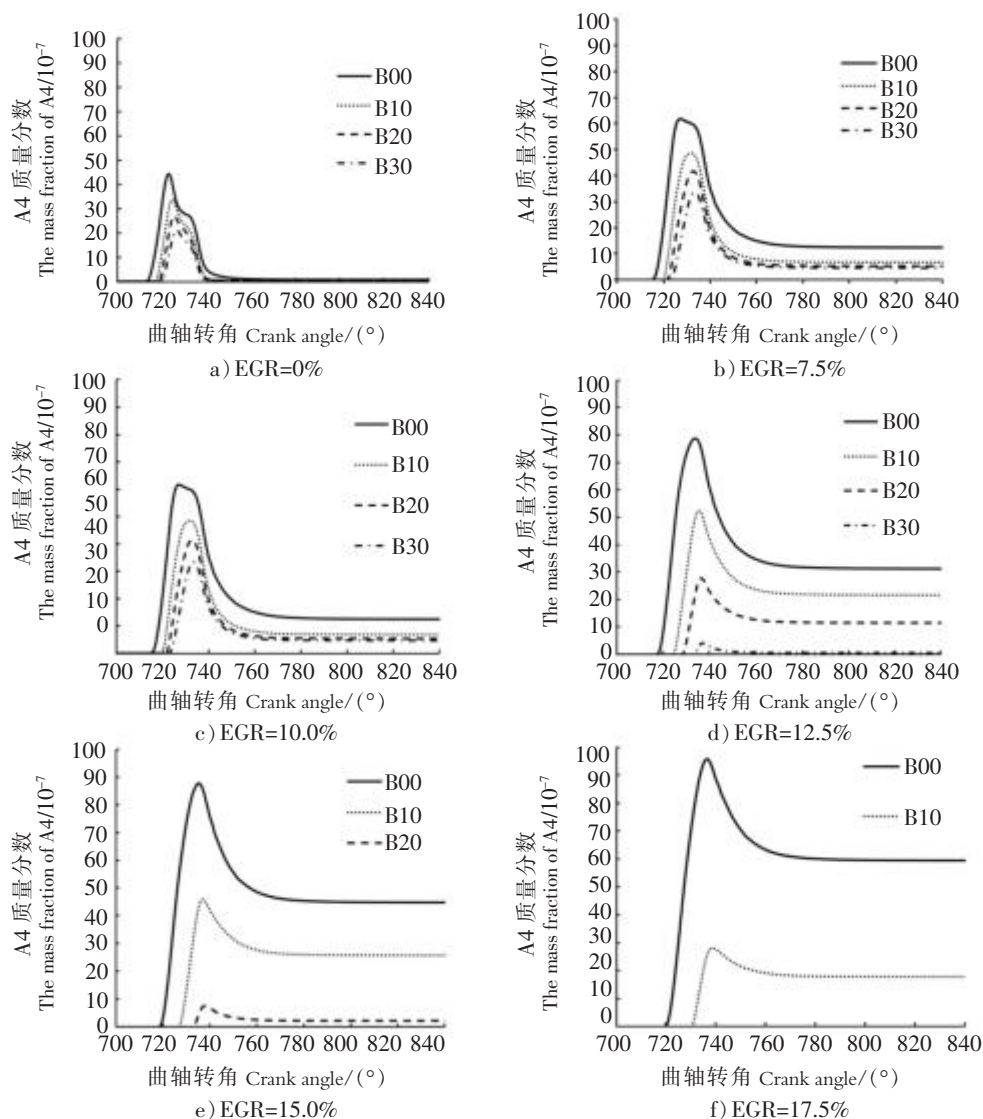 A4 质量分数
The mass fraction of A4/10⁻⁷
100
90
80
70
60
50
40
30
20
10
0
B00
B10
B20
B30
700 720 740 760 780 800 820 840
曲轴转角 Crank angle/(°)
a) EGR=0%
A4 质量分数
The mass fraction of A4/10⁻⁷
100
90
80
70
60
50
40
30
20
10
0
B00
B10
B20
B30
700 720 740 760 780 800 820 840
曲轴转角 Crank angle/(°)
b) EGR=7.5%
A4 质量分数
The mass fraction of A4/10⁻⁷
100
90
80
70
60
50
40
30
20
10
0
B00
B10
B20
B30
700 720 740 760 780 800 820 840
曲轴转角 Crank angle/(°)
c) EGR=10.0%
A4 质量分数
The mass fraction of A4/10⁻⁷
100
90
80
70
60
50
40
30
20
10
0
B00
B10
B20
B30
700 720 740 760 780 800 820 840
曲轴转角 Crank angle/(°)
d) EGR=12.5%
A4 质量分数
The mass fraction of A4/10⁻⁷
100
90
80
70
60
50
40
30
20
10
0
B00
B10
B20
700 720 740 760 780 800 820 840
曲轴转角 Crank angle/(°)
e) EGR=15.0%
A4 质量分数
The mass fraction of A4/10⁻⁷
100
90
80
70
60
50
40
30
20
10
0
B00
B10
700 720 740 760 780 800 820 840
曲轴转角 Crank angle/(°)
f) EGR=17.5%